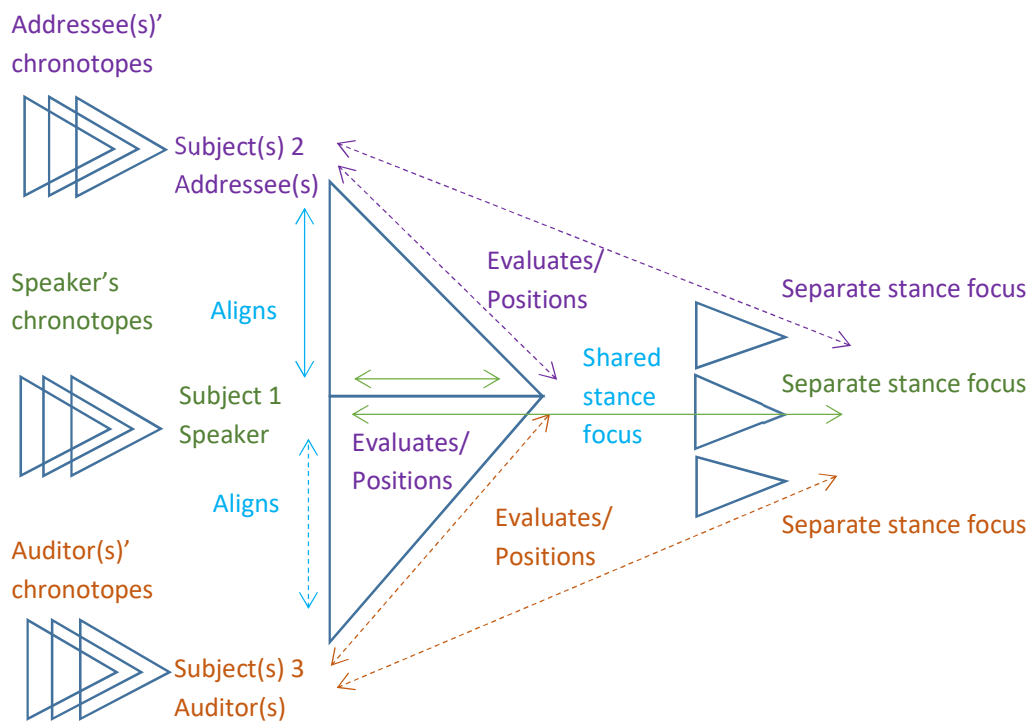 Addressee(s)'
chronotopes
Subject(s) 2
Addressee(s)
Evaluates/
Positions
Separate stance focus
Speaker's
chronotopes
Aligns
Shared
stance
focus
Separate stance focus
Subject 1
Speaker
Evaluates/
Positions
Aligns
Evaluates/
Positions
Separate stance focus
Auditor(s)'
chronotopes
Subject(s) 3
Auditor(s)